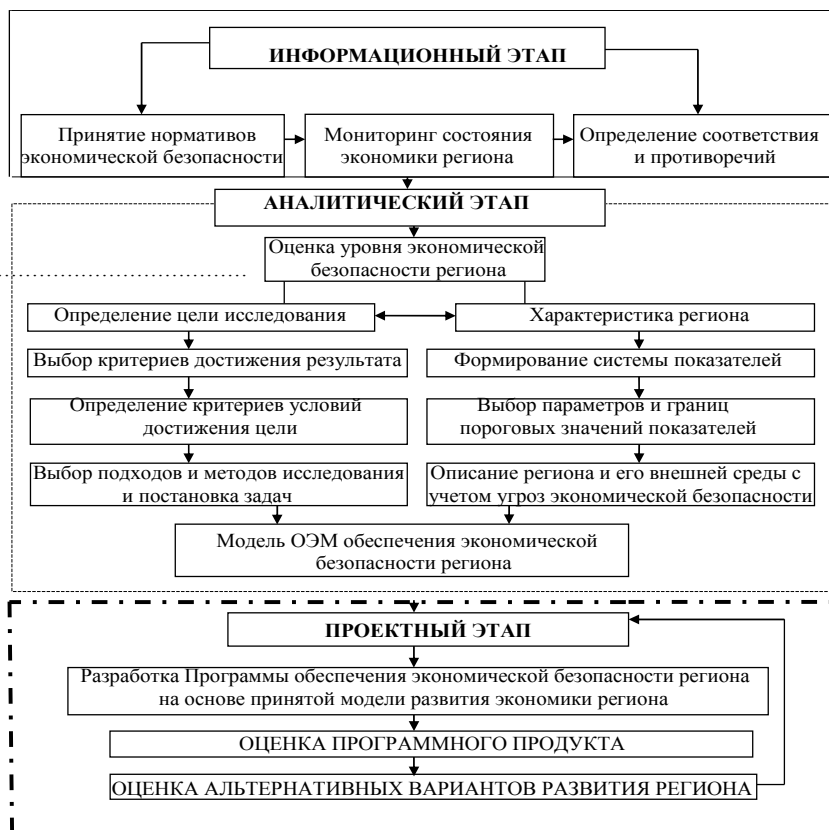 ИНФОРМАЦИОННЫЙ ЭТАП
Принятие нормативов
экономической безопасности
Мониторинг состояния
экономики региона
Определение соответствия
и противоречий
АНАЛИТИЧЕСКИЙ ЭТАП
Оценка уровня экономической
безопасности региона
Определение цели исследования
Характеристика региона
Выбор критериев достижения результата
Формирование системы показателей
Определение критериев условий
достижения цели
Выбор параметров и границ
пороговых значений показателей
Выбор подходов и методов исследования
и постановка задач
Описание региона и его внешней среды с
учетом угроз экономической безопасности
Модель ОЭМ обеспечения экономической
безопасности региона
ПРОЕКТНЫЙ ЭТАП
Разработка Программы обеспечения экономической безопасности региона
на основе принятой модели развития экономики региона
ОЦЕНКА ПРОГРАММНОГО ПРОДУКТА
ОЦЕНКА АЛЬТЕРНАТИВНЫХ ВАРИАНТОВ РАЗВИТИЯ РЕГИОНА